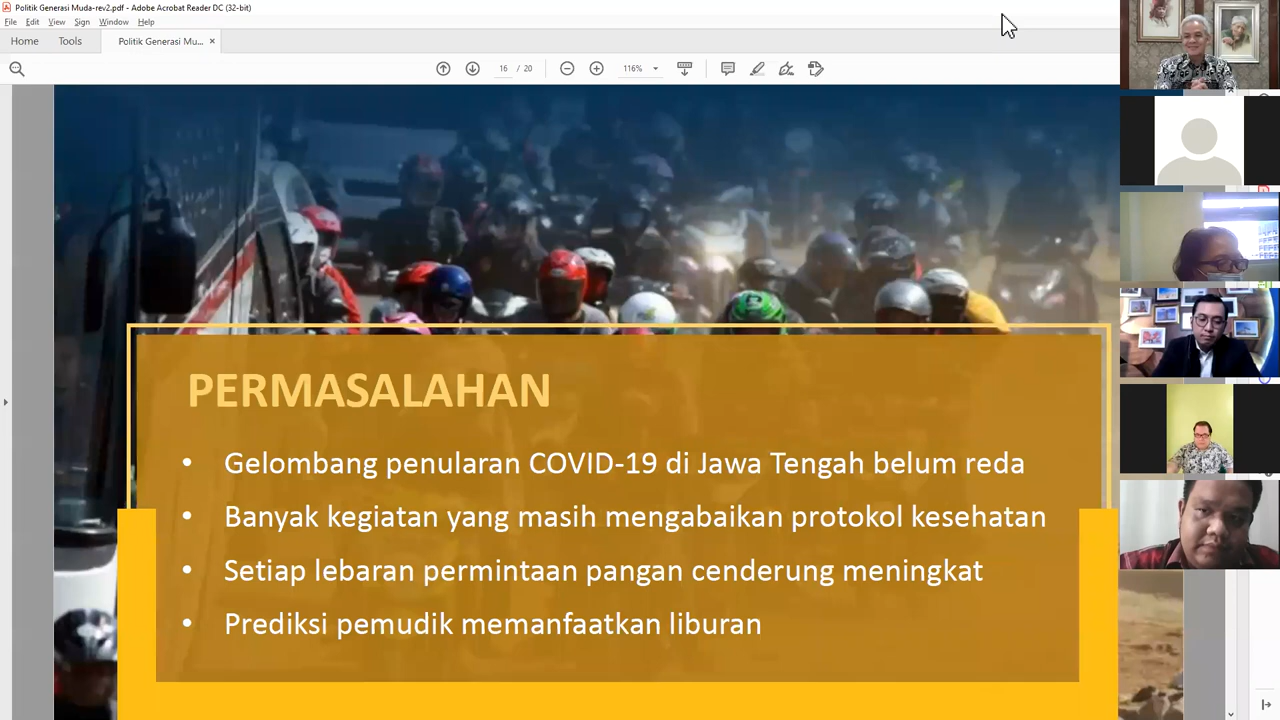 Politik Generasi Muda-rev2.pdf - Adobe Acrobat Reader DC (32-bit)
File Edit View Sign Window Help
Home Tools Politik Generasi Mu... ×
16 / 20 116%
PERMASALAHAN
• Gelombang penularan COVID-19 di Jawa Tengah belum reda
• Banyak kegiatan yang masih mengabaikan protokol kesehatan
• Setiap lebaran permintaan pangan cenderung meningkat
• Prediksi pemudik memanfaatkan liburan